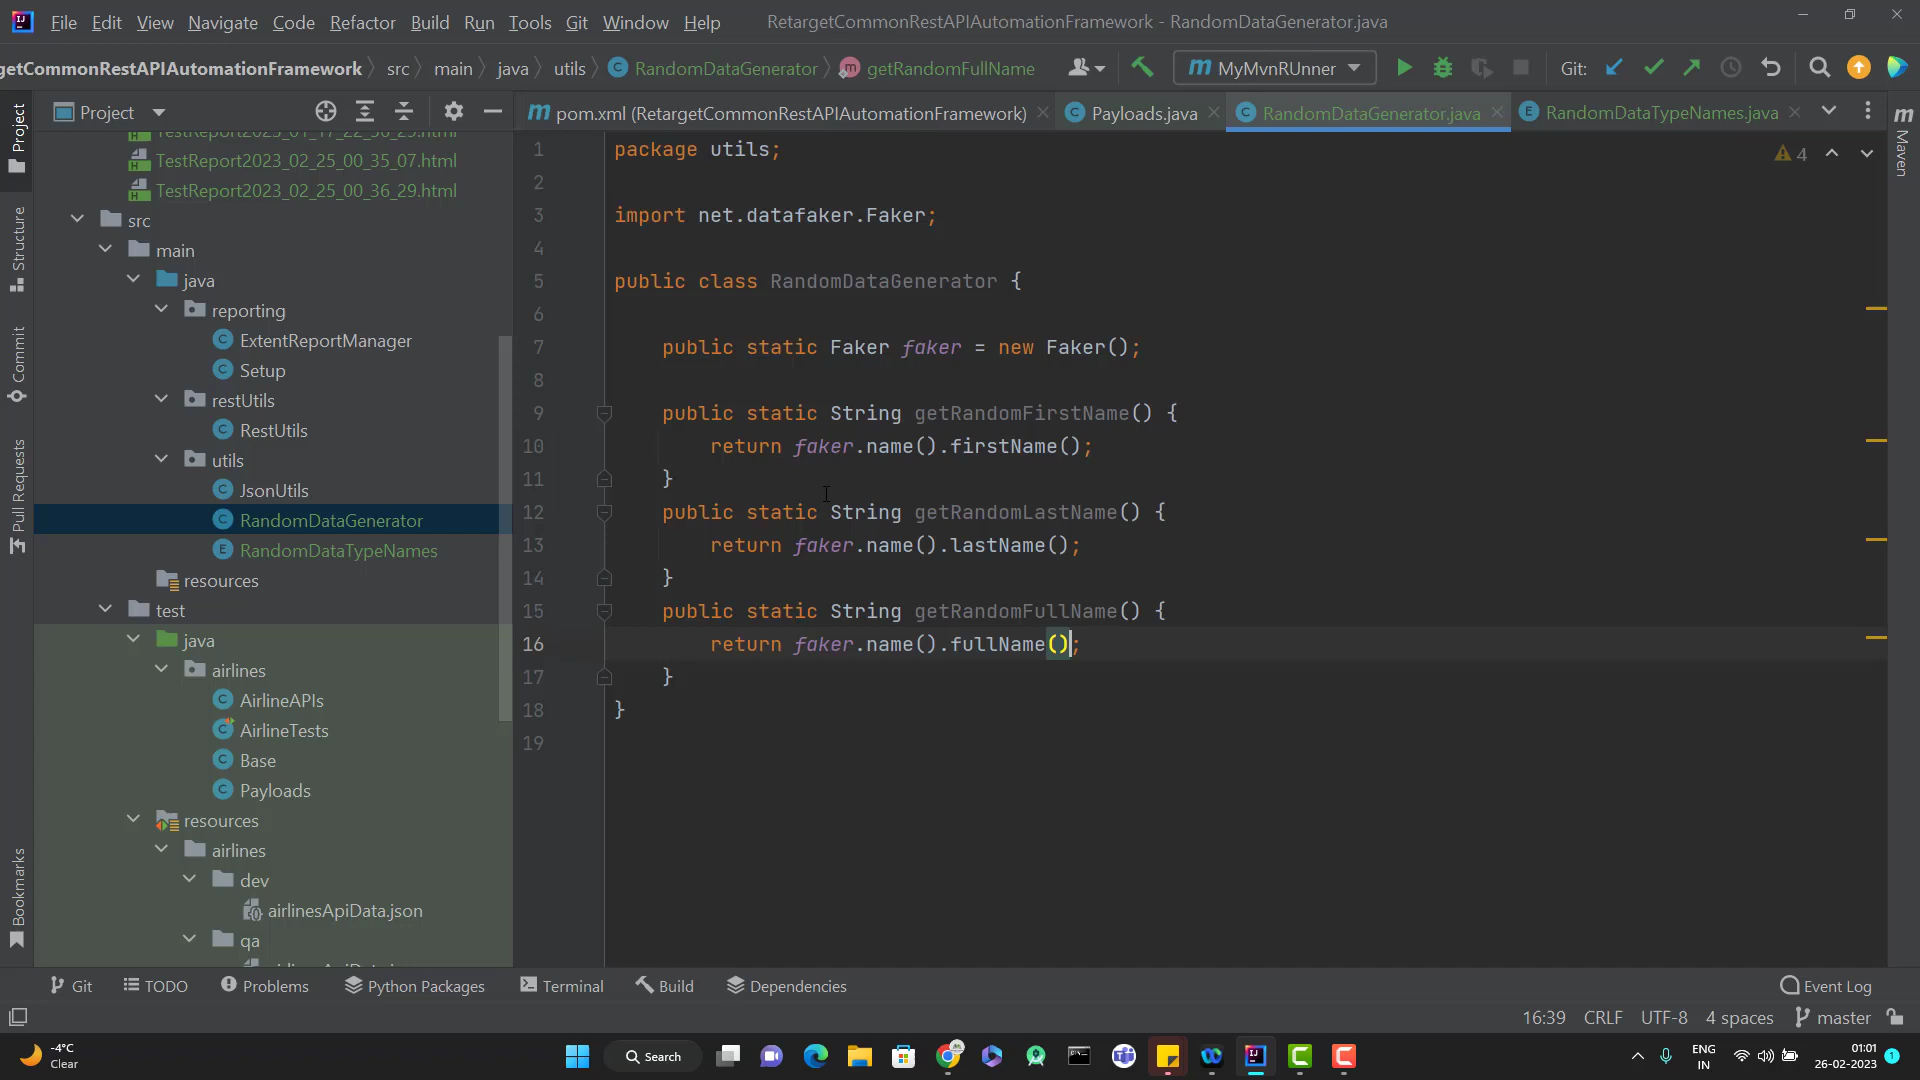 File Edit View Navigate Code Refactor Build Run Tools Git Window Help RetargetCommonRestAPIAutomationFramework - RandomDataGenerator.java
getCommonRestAPIAutomationFramework src main java utils RandomDataGenerator getRandomFullName MyMvnRUnner Git:
Project
pom.xml (RetargetCommonRestAPIAutomationFramework) Payloads.java RandomDataGenerator.java RandomDataTypeNames.java
TestReport2023_02_25_00_35_07.html
TestReport2023_02_25_00_36_29.html
src
main
java
reporting
ExtentReportManager
Setup
restUtils
RestUtils
utils
JsonUtils
RandomDataGenerator
RandomDataTypeNames
resources
test
java
airlines
AirlineAPIs
AirlineTests
Base
Payloads
resources
airlines
dev
airlinesApiData.json
qa
1 package utils;
2
3 import net.datafaker.Faker;
4
5 public class RandomDataGenerator {
6
7 public static Faker faker = new Faker();
8
9 public static String getRandomFirstName() {
10 return faker.name().firstName();
11 }
12 public static String getRandomLastName() {
13 return faker.name().lastName();
14 }
15 public static String getRandomFullName() {
16 return faker.name().fullName();
17 }
18 }
19
4
Project
Structure
Commit
Pull Requests
Bookmarks
Maven
Git TODO Problems Python Packages Terminal Build Dependencies Event Log
16:39 CRLF UTF-8 4 spaces master
-4°C
Clear
Search
ENG
IN
01:01
26-02-2023
1